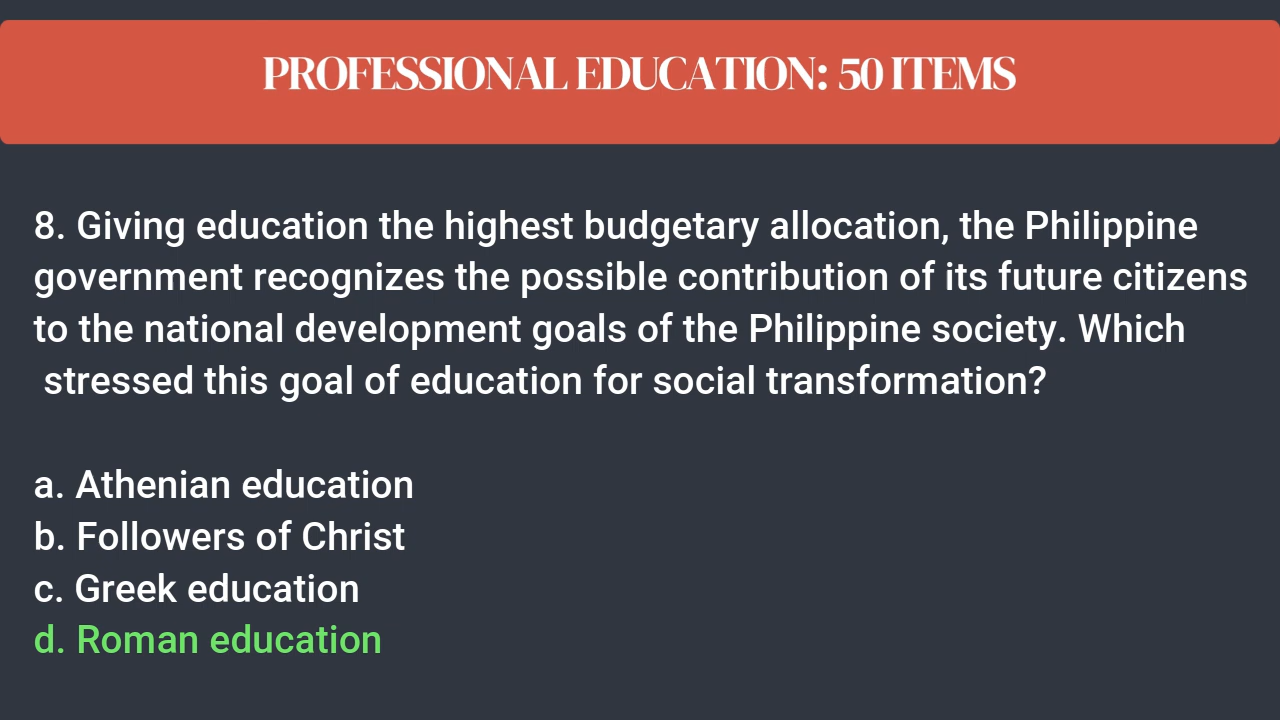 PROFESSIONAL EDUCATION: 50 ITEMS
8. Giving education the highest budgetary allocation, the Philippine
government recognizes the possible contribution of its future citizens
to the national development goals of the Philippine society. Which
stressed this goal of education for social transformation?
a. Athenian education
b. Followers of Christ
c. Greek education
d. Roman education